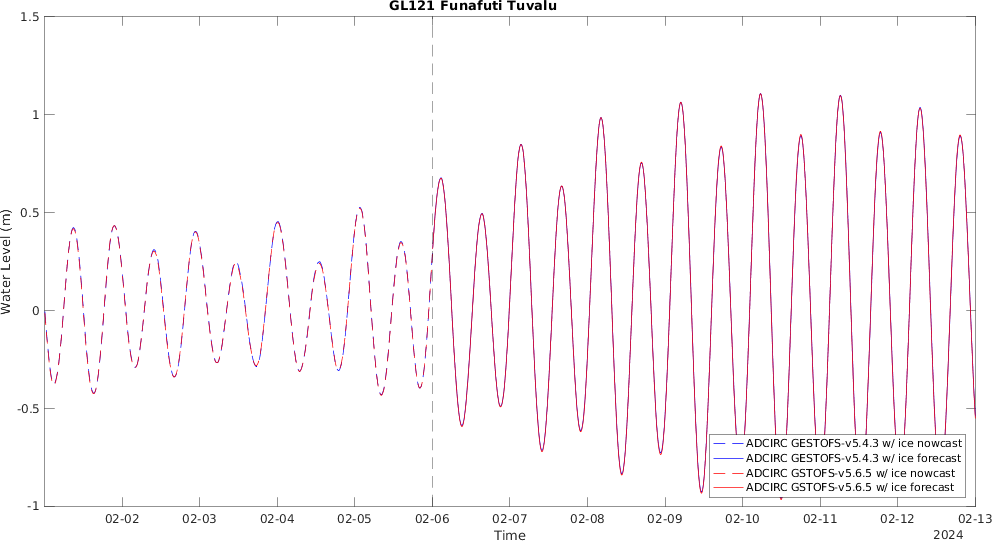 GL121 Funafuti Tuvalu
1.5
1
0.5
0
-0.5
-1
Water Level (m)
ADCIRC GESTOFS-v5.4.3 w/ ice nowcast
ADCIRC GESTOFS-v5.4.3 w/ ice forecast
ADCIRC GSTOFS-v5.6.5 w/ ice nowcast
ADCIRC GSTOFS-v5.6.5 w/ ice forecast
02-02 02-03 02-04 02-05 02-06 02-07 02-08 02-09 02-10 02-11 02-12 02-13
Time
2024